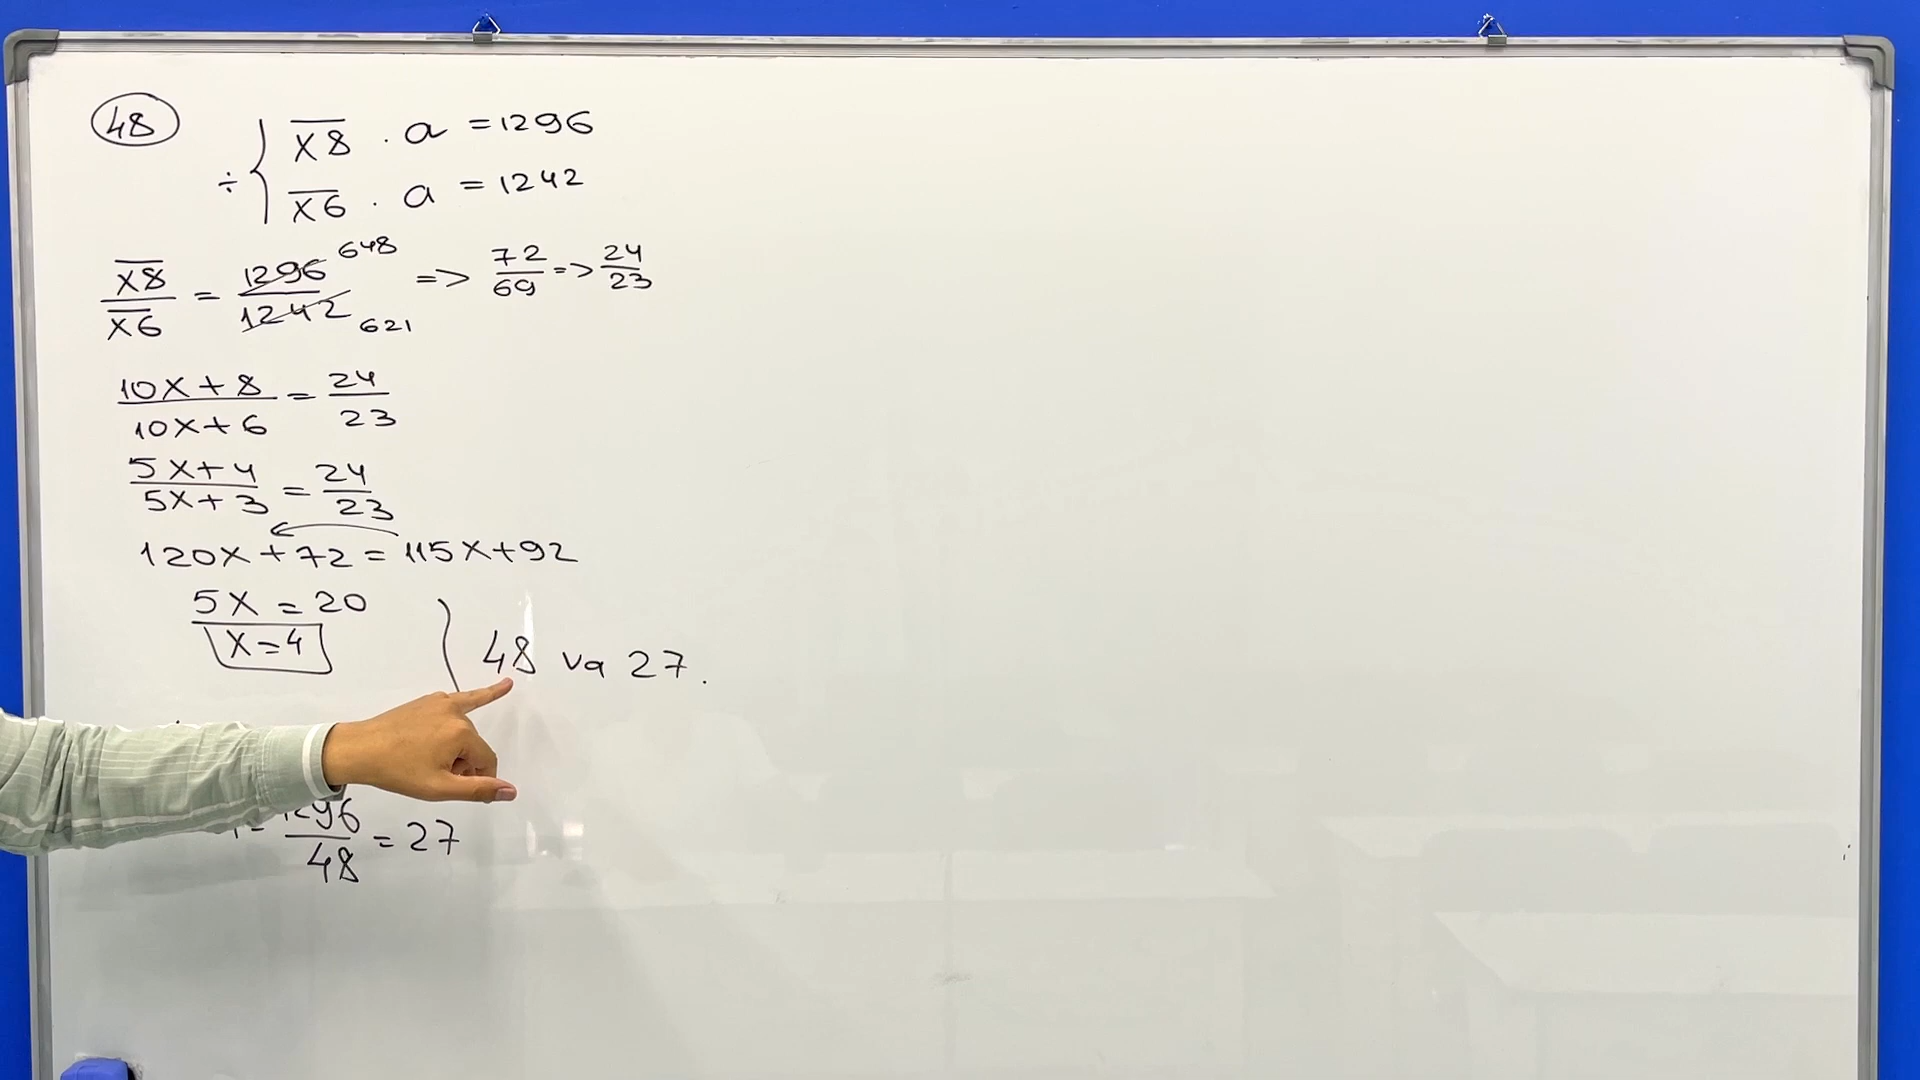 48
÷ { x8 · a = 1296
x6 · a = 1242
x8/x6 = 1296/1242 648 621 => 72/69 => 24/23
10x+8/10x+6 = 24/23
5x+4/5x+3 = 24/23
120x+72 = 115x+92
5x = 20
x=4
48 va 27.
1296/48 = 27